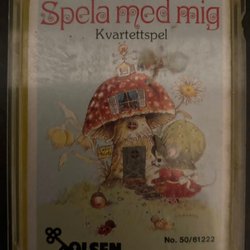 Spela med mig
Kvartettspel
OLSEN
No. 50/61222